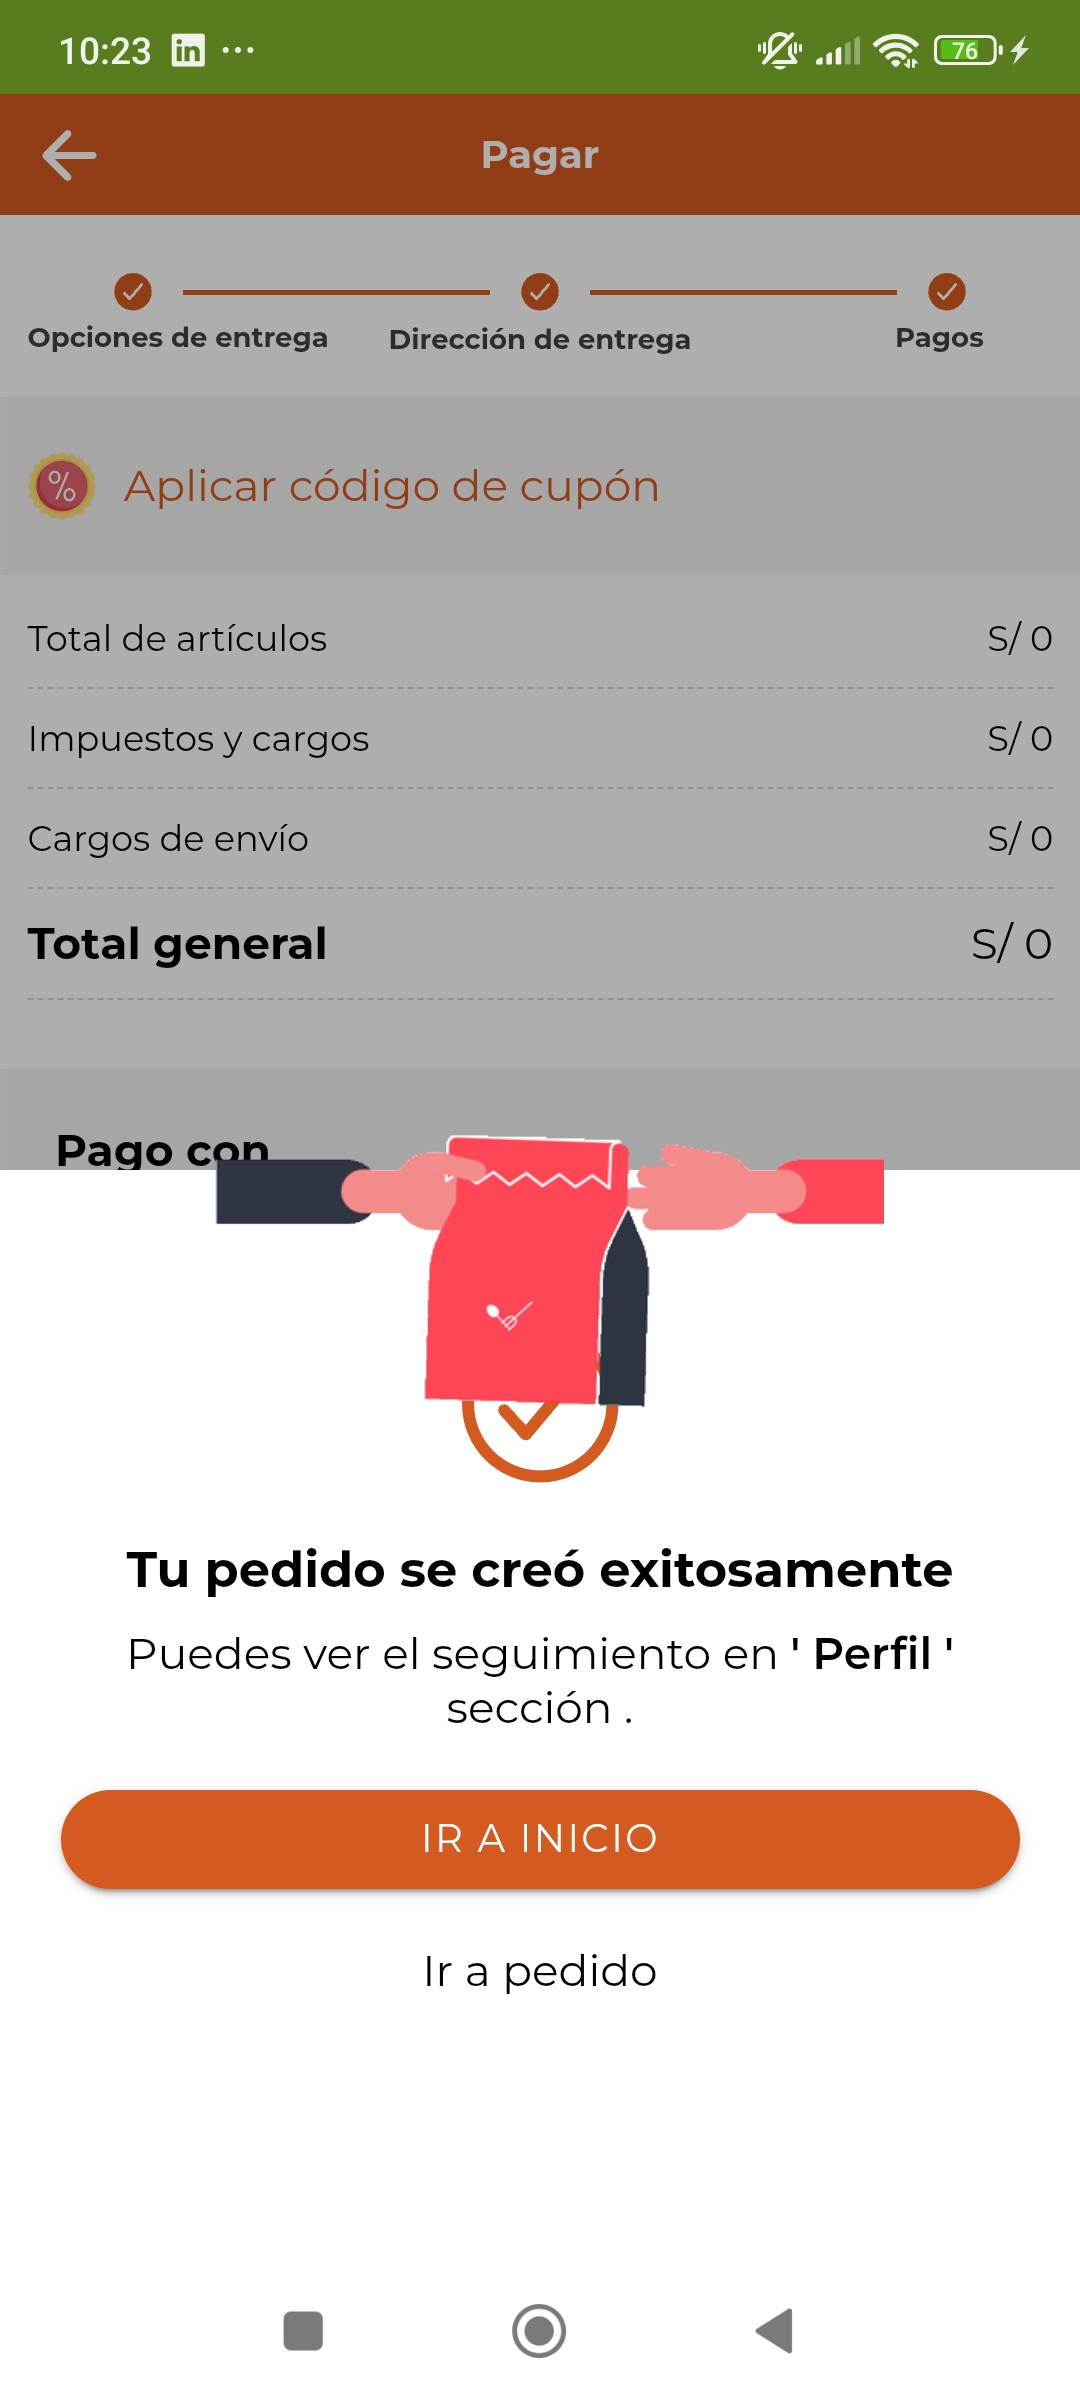 10:23 in ...
76
Pagar
Opciones de entrega Dirección de entrega Pagos
% Aplicar código de cupón
Total de artículos S/ 0
Impuestos y cargos S/ 0
Cargos de envío S/ 0
Total general S/ 0
Pago con
Tu pedido se creó exitosamente
Puedes ver el seguimiento en ' Perfil '
sección .
IR A INICIO
Ir a pedido